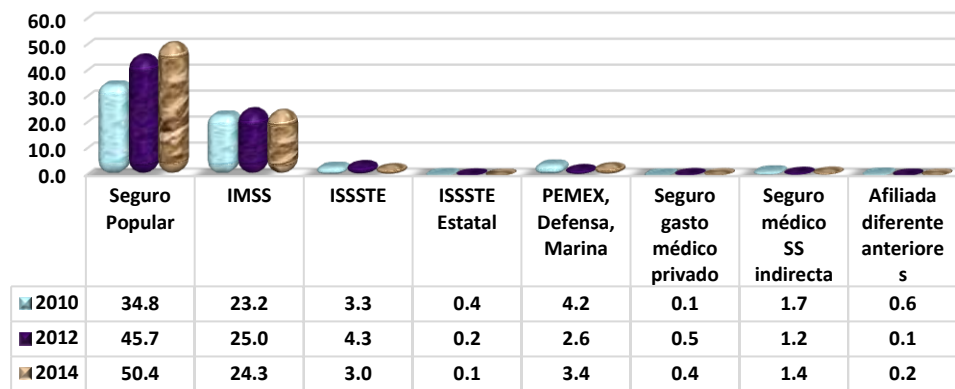 60.0
50.0
40.0
30.0
20.0
10.0
0.0
Seguro Popular IMSS ISSSTE ISSSTE Estatal PEMEX, Defensa, Marina Seguro gasto médico privado Seguro médico SS indirecta Afiliada diferente anteriore s
2010 34.8 23.2 3.3 0.4 4.2 0.1 1.7 0.6
2012 45.7 25.0 4.3 0.2 2.6 0.5 1.2 0.1
2014 50.4 24.3 3.0 0.1 3.4 0.4 1.4 0.2